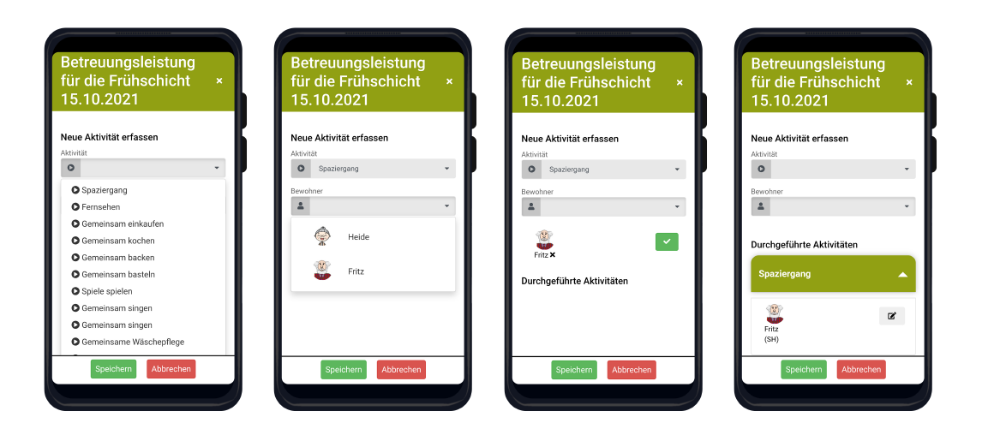 Betreuungsleistung
für die Frühschicht ×
15.10.2021
Neue Aktivität erfassen
Aktivität
Spaziergang
Fernsehen
Gemeinsam einkaufen
Gemeinsam kochen
Gemeinsam backen
Gemeinsam basteln
Spiele spielen
Gemeinsam singen
Gemeinsam singen
Gemeinsame Wäschepflege
Speichern Abbrechen
Betreuungsleistung
für die Frühschicht ×
15.10.2021
Neue Aktivität erfassen
Aktivität
Spaziergang
Bewohner
Heide
Fritz
Speichern Abbrechen
Betreuungsleistung
für die Frühschicht ×
15.10.2021
Neue Aktivität erfassen
Aktivität
Spaziergang
Bewohner
Fritz ×
Durchgeführte Aktivitäten
Speichern Abbrechen
Betreuungsleistung
für die Frühschicht ×
15.10.2021
Neue Aktivität erfassen
Aktivität
Bewohner
Durchgeführte Aktivitäten
Spaziergang
Fritz
(SH)
Speichern Abbrechen